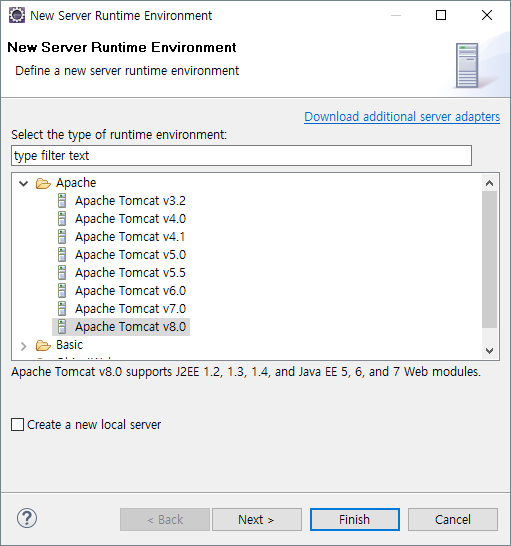 New Server Runtime Environment
New Server Runtime Environment
Define a new server runtime environment
Download additional server adapters
Select the type of runtime environment:
type filter text
Apache
Apache Tomcat v3.2
Apache Tomcat v4.0
Apache Tomcat v4.1
Apache Tomcat v5.0
Apache Tomcat v5.5
Apache Tomcat v6.0
Apache Tomcat v7.0
Apache Tomcat v8.0
Basic
Apache Tomcat v8.0 supports J2EE 1.2, 1.3, 1.4, and Java EE 5, 6, and 7 Web modules.
Create a new local server
? < Back Next > Finish Cancel